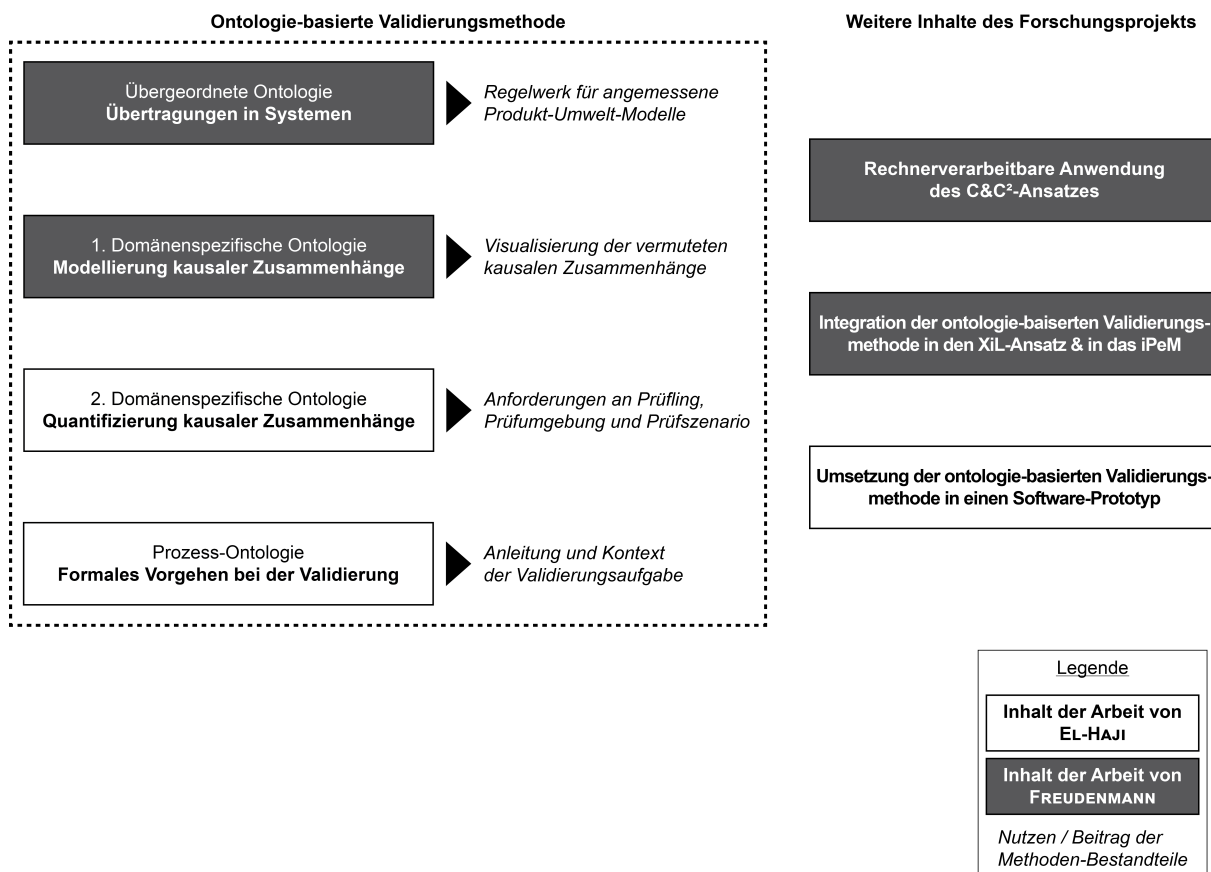 Ontologie-basierte Validierungsmethode
Übergeordnete Ontologie
Übertragungen in Systemen
Regelwerk für angemessene
Produkt-Umwelt-Modelle
1. Domänenspezifische Ontologie
Modellierung kausaler Zusammenhänge
Visualisierung der vermuteten
kausalen Zusammenhänge
2. Domänenspezifische Ontologie
Quantifizierung kausaler Zusammenhänge
Anforderungen an Prüfling,
Prüfumgebung und Prüfszenario
Prozess-Ontologie
Formales Vorgehen bei der Validierung
Anleitung und Kontext
der Validierungsaufgabe
Weitere Inhalte des Forschungsprojekts
Rechnerverarbeitbare Anwendung
des C&C²-Ansatzes
Integration der ontologie-baiserten Validierungs-
methode in den XiL-Ansatz & in das iPeM
Umsetzung der ontologie-basierten Validierungs-
methode in einen Software-Prototyp
Legende
Inhalt der Arbeit von
EL-HAJI
Inhalt der Arbeit von
FREUDENMANN
Nutzen / Beitrag der
Methoden-Bestandteile